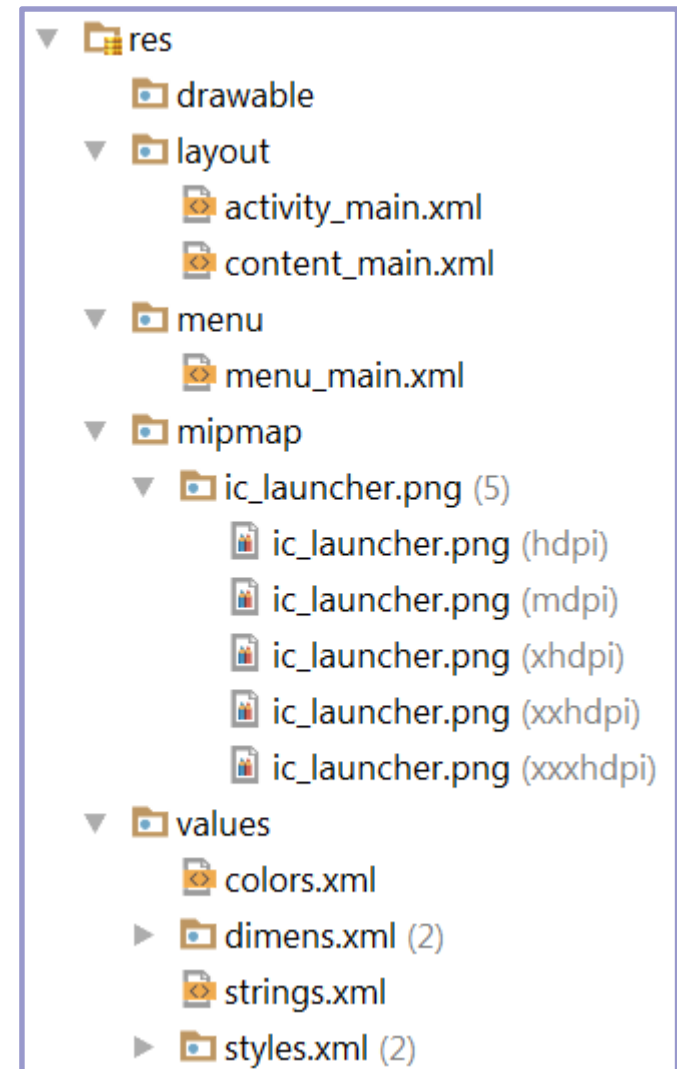 res
drawable
layout
activity_main.xml
content_main.xml
menu
menu_main.xml
mipmap
ic_launcher.png (5)
ic_launcher.png (hdpi)
ic_launcher.png (mdpi)
ic_launcher.png (xhdpi)
ic_launcher.png (xxhdpi)
ic_launcher.png (xxxhdpi)
values
colors.xml
dimens.xml (2)
strings.xml
styles.xml (2)